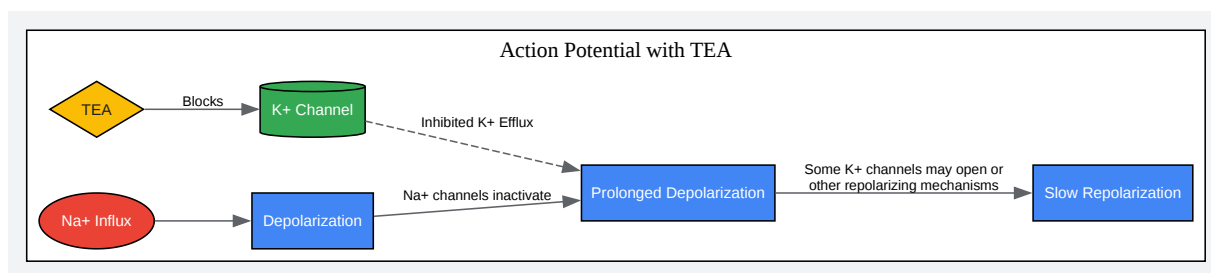 Action Potential with TEA
TEA
Blocks
K+ Channel
Inhibited K+ Efflux
Na+ Influx
Depolarization
Na+ channels inactivate
Prolonged Depolarization
Some K+ channels may open or
other repolarizing mechanisms
Slow Repolarization